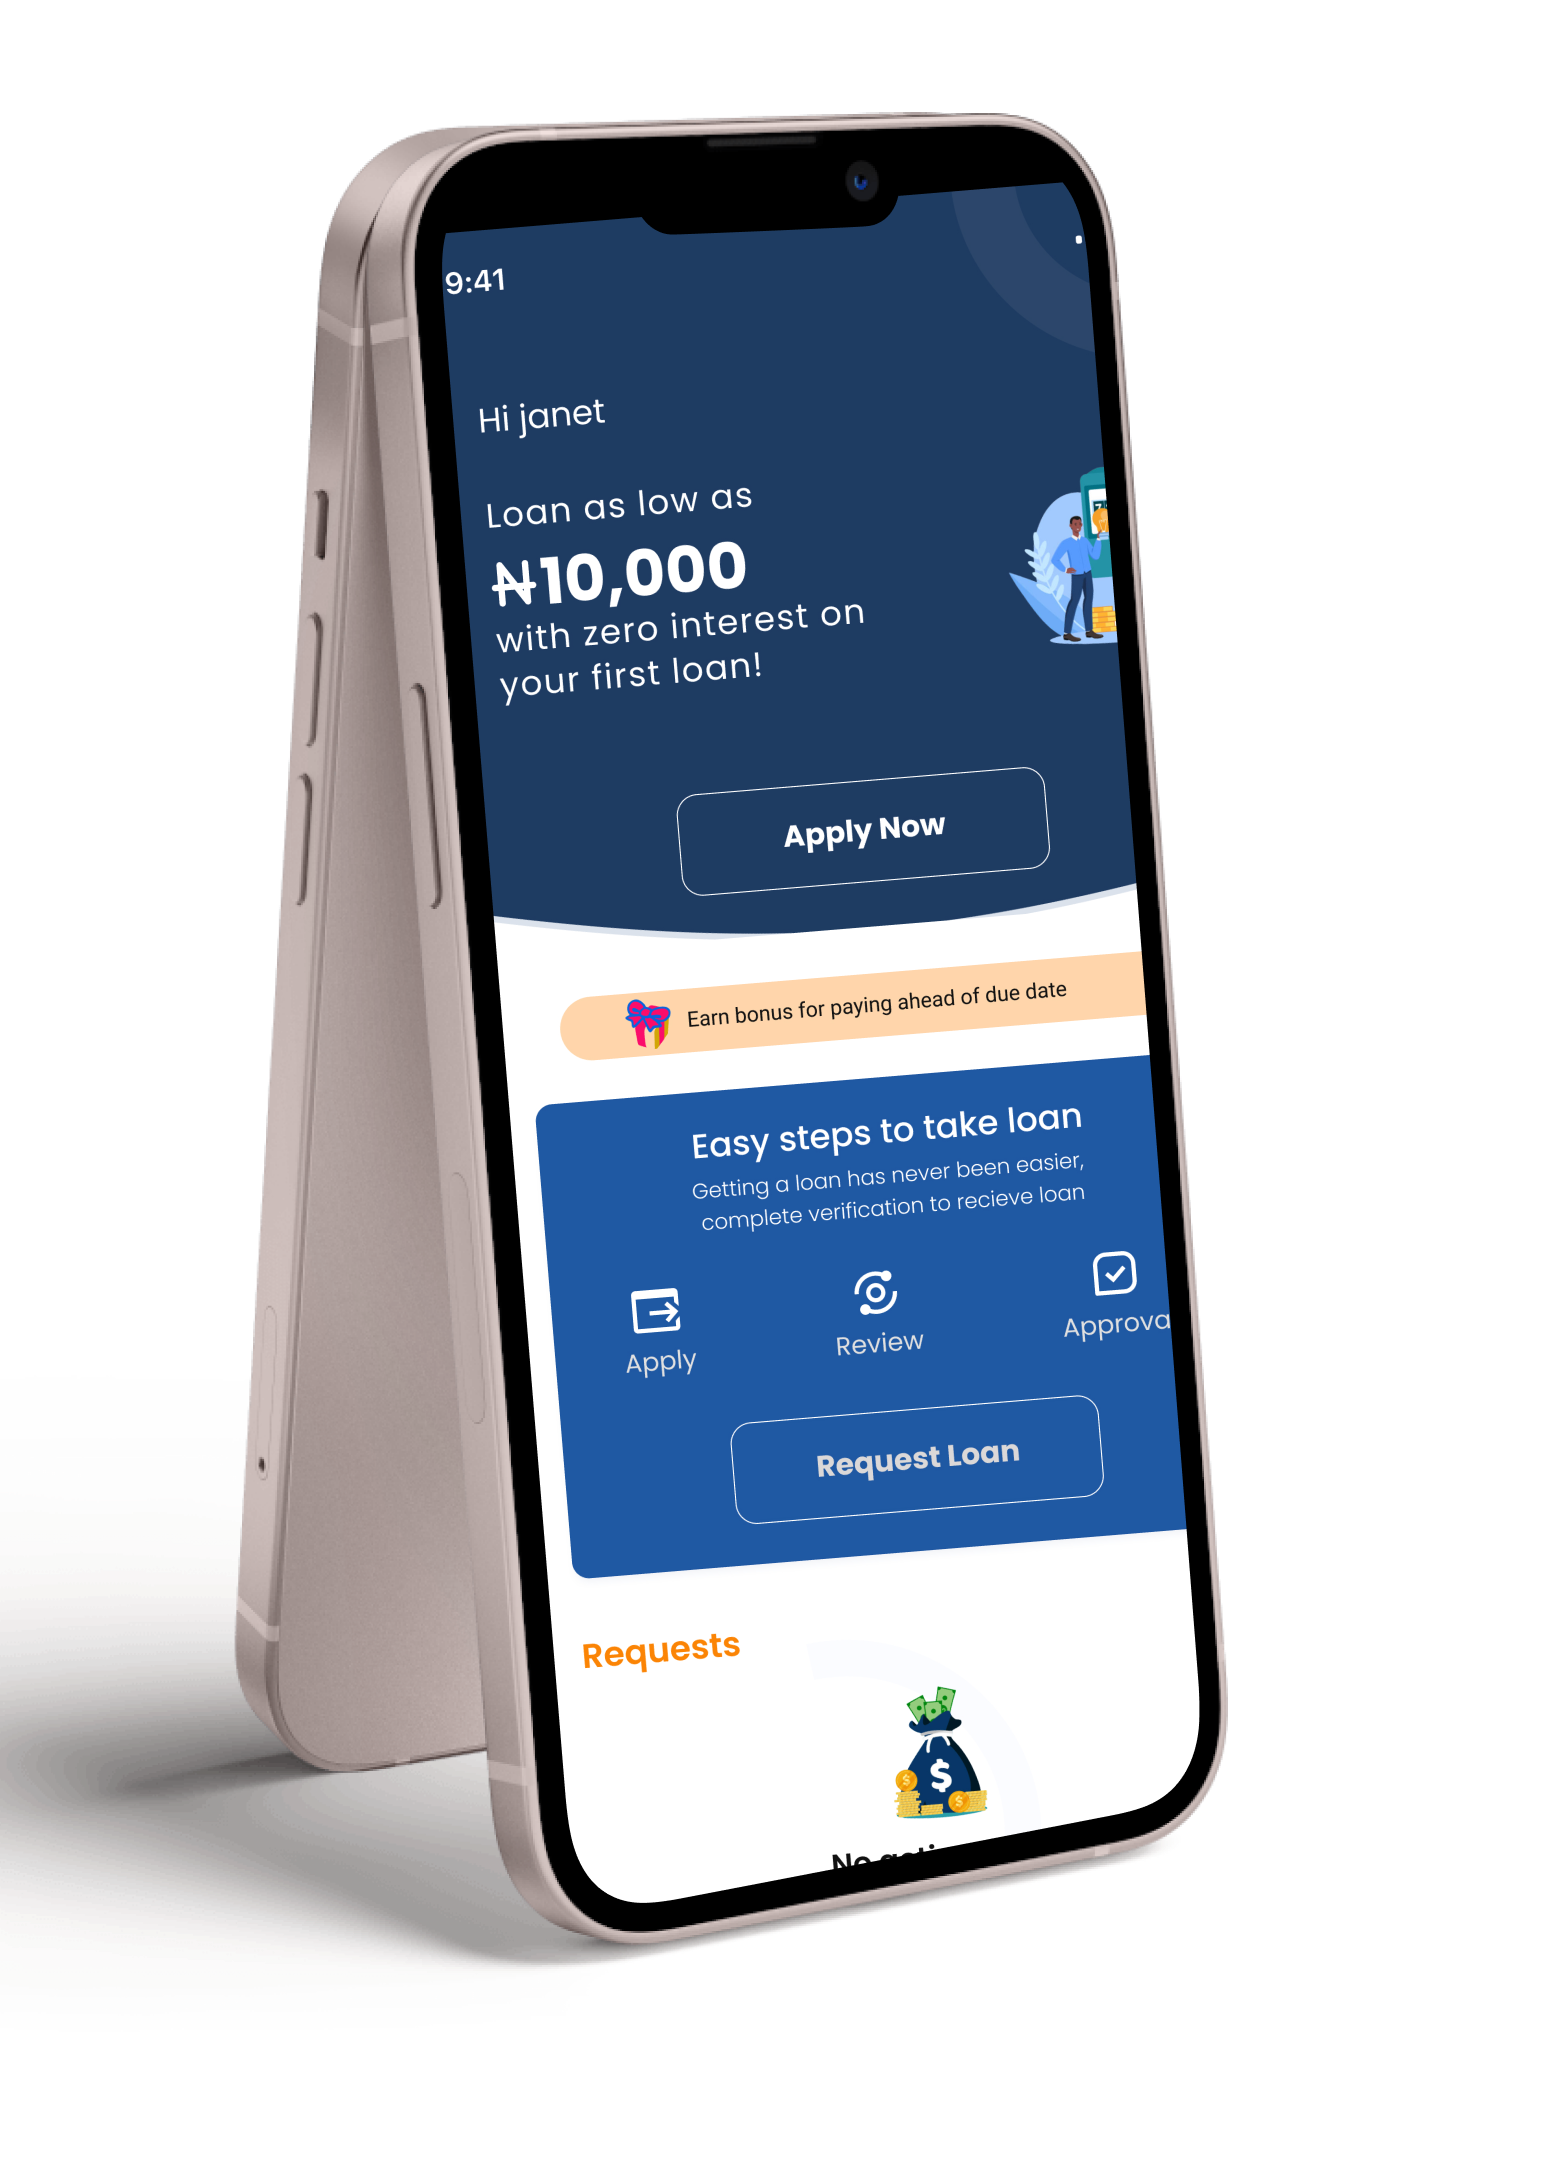 9:41
Hi janet
Loan as low as
₦10,000
with zero interest on
your first loan!
Apply Now
Earn bonus for paying ahead of due date
Easy steps to take loan
Getting a loan has never been easier,
complete verification to recieve loan
Apply
Review
Approva
Request Loan
Requests
$
No